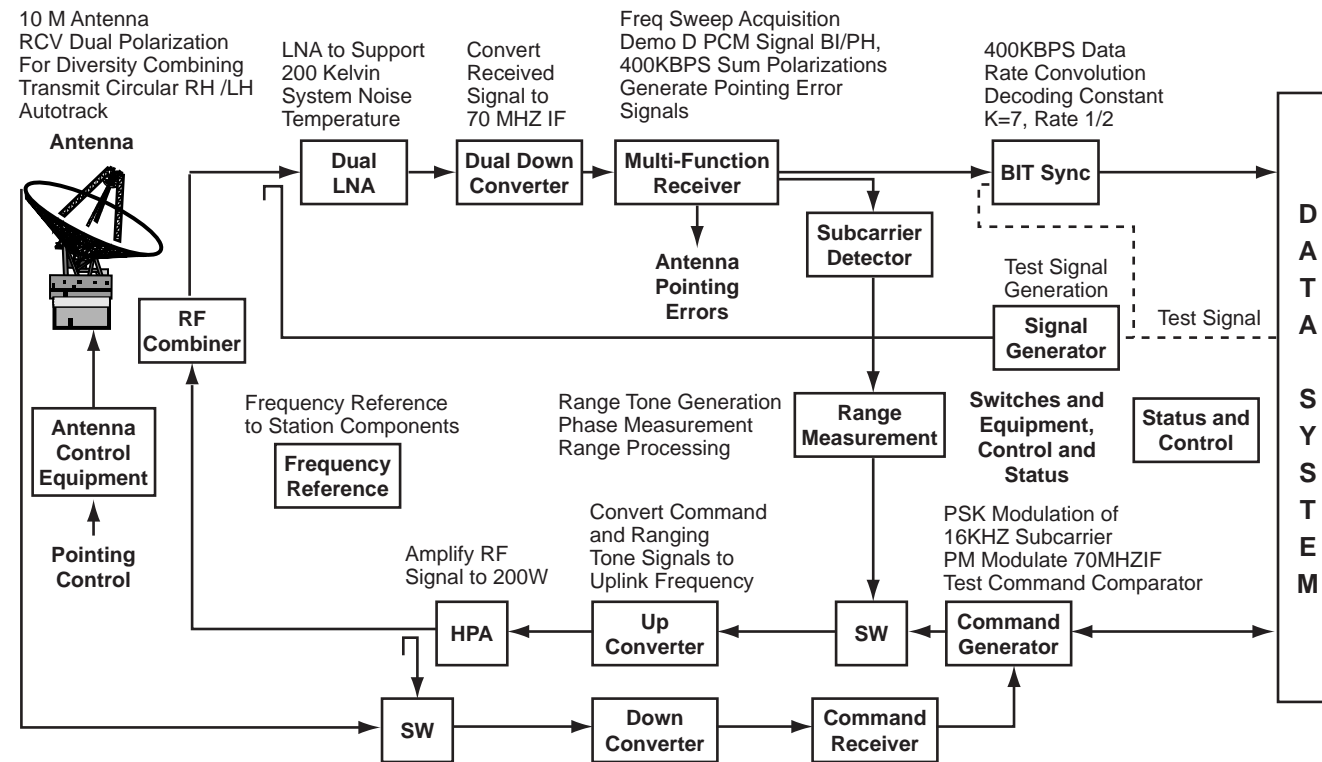 10 M Antenna
RCV Dual Polarization
For Diversity Combining
Transmit Circular RH /LH
Autotrack
Antenna
LNA to Support
200 Kelvin
System Noise
Temperature
Convert
Received
Signal to
70 MHZ IF
Freq Sweep Acquisition
Demo D PCM Signal BI/PH,
400KBPS Sum Polarizations
Generate Pointing Error
Signals
400KBPS Data
Rate Convolution
Decoding Constant
K=7, Rate 1/2
Dual
LNA
Dual Down
Converter
Multi-Function
Receiver
BIT Sync
Subcarrier
Detector
Antenna
Pointing
Errors
Test Signal
Generation
Signal
Generator
Test Signal
RF
Combiner
Antenna
Control
Equipment
Pointing
Control
Frequency Reference
to Station Components
Frequency
Reference
Range Tone Generation
Phase Measurement
Range Processing
Range
Measurement
Switches and
Equipment,
Control and
Status
Status and
Control
Amplify RF
Signal to 200W
Convert Command
and Ranging
Tone Signals to
Uplink Frequency
PSK Modulation of
16KHZ Subcarrier
PM Modulate 70MHZIF
Test Command Comparator
HPA
Up
Converter
SW
Command
Generator
SW
Down
Converter
Command
Receiver
D
A
T
A
S
Y
S
T
E
M